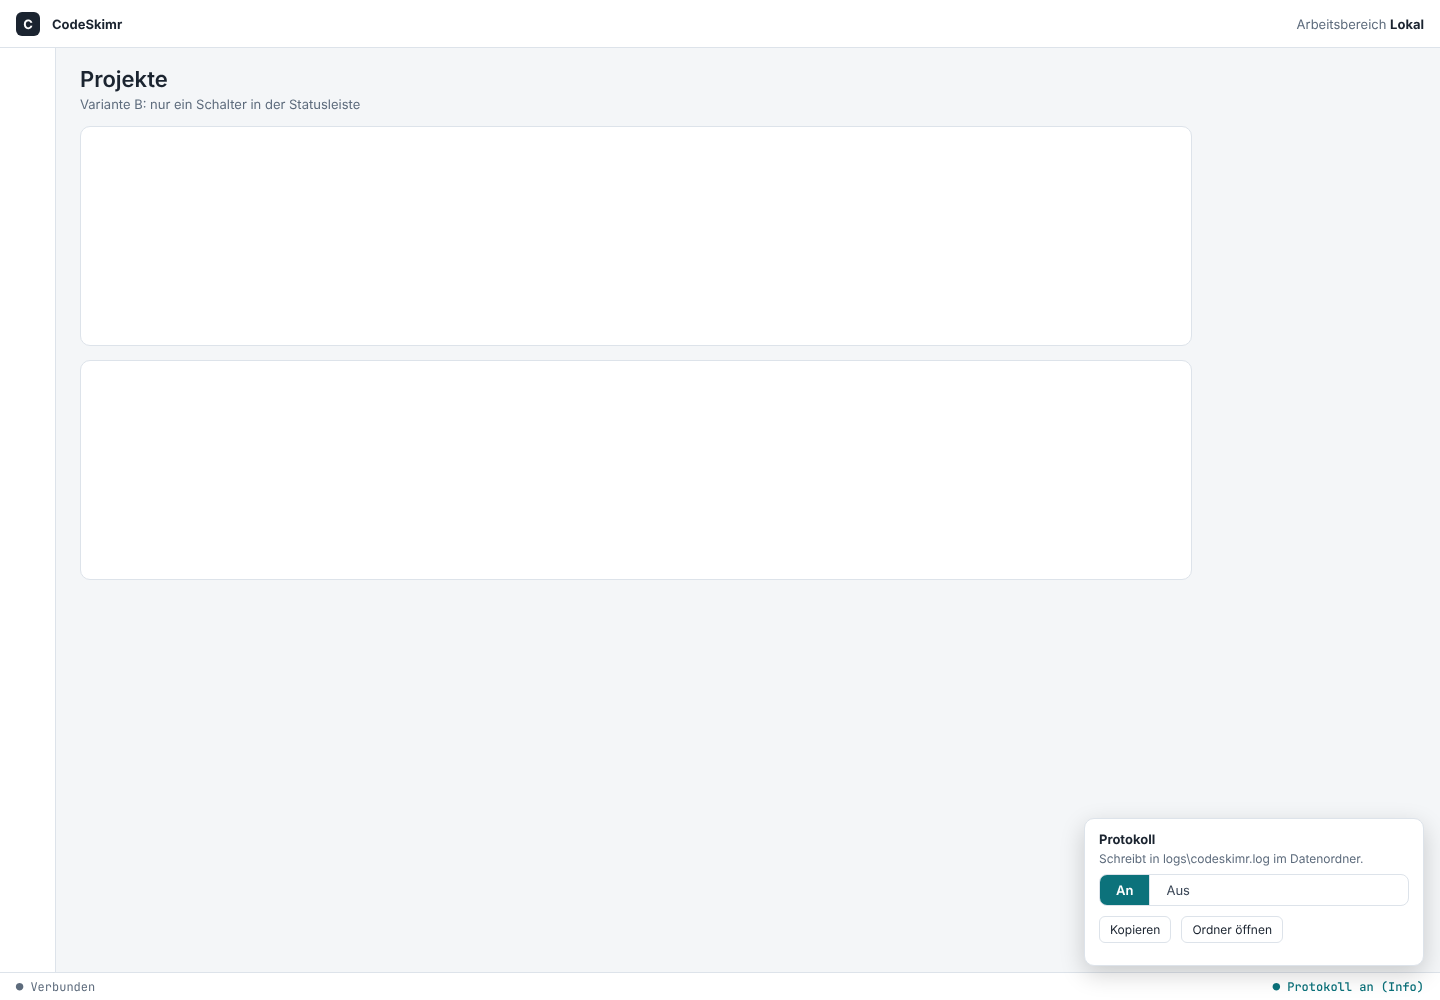 C CodeSkimr
Arbeitsbereich Lokal
Projekte
Variante B: nur ein Schalter in der Statusleiste
Protokoll
Schreibt in logs\codeskimr.log im Datenordner.
An Aus
Kopieren Ordner öffnen
Verbunden
Protokoll an (Info)